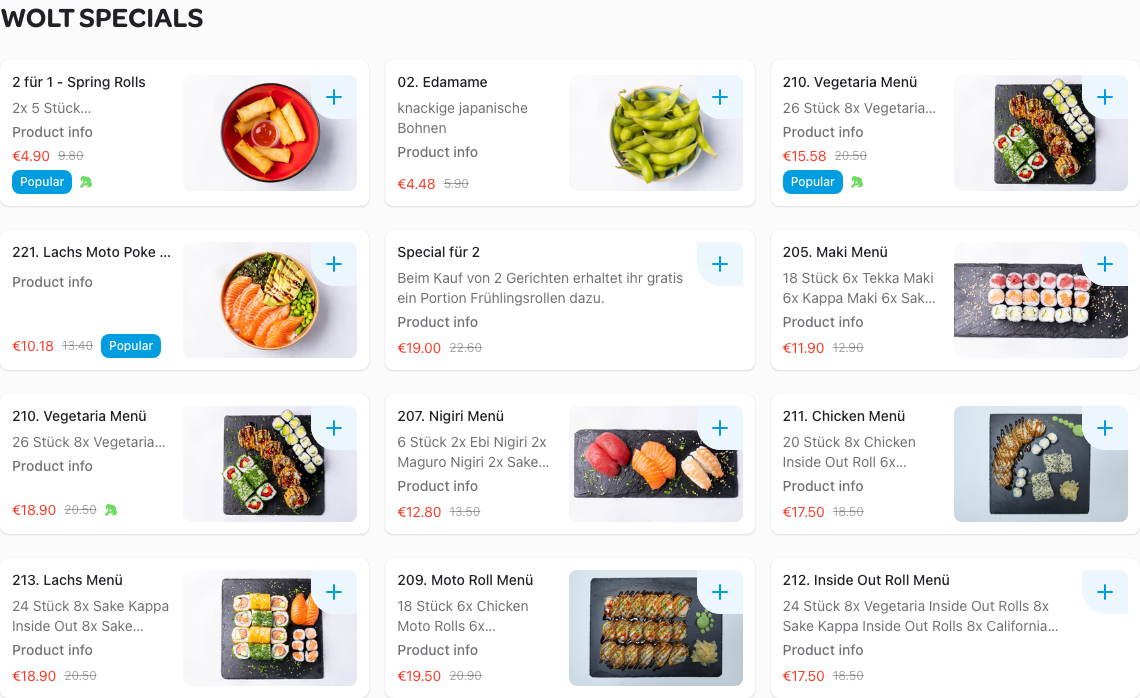 WOLT SPECIALS
2 für 1 - Spring Rolls
2x 5 Stück...
Product info
€4.90 9.80
Popular
02. Edamame
knackige japanische
Bohnen
Product info
€4.48 5.90
210. Vegetaria Menü
26 Stück 8x Vegetaria...
Product info
€15.58 20.50
Popular
221. Lachs Moto Poke ...
Product info
€10.18 13.40 Popular
Special für 2
Beim Kauf von 2 Gerichten erhaltet ihr gratis
ein Portion Frühlingsrollen dazu.
Product info
€19.00 22.60
205. Maki Menü
18 Stück 6x Tekka Maki
6x Kappa Maki 6x Sak...
Product info
€11.90 12.90
210. Vegetaria Menü
26 Stück 8x Vegetaria...
Product info
€18.90 20.50
207. Nigiri Menü
6 Stück 2x Ebi Nigiri 2x
Maguro Nigiri 2x Sake...
Product info
€12.80 13.50
211. Chicken Menü
20 Stück 8x Chicken
Inside Out Roll 6x...
Product info
€17.50 18.50
213. Lachs Menü
24 Stück 8x Sake Kappa
Inside Out 8x Sake...
Product info
€18.90 20.50
209. Moto Roll Menü
18 Stück 6x Chicken
Moto Rolls 6x...
Product info
€19.50 20.90
212. Inside Out Roll Menü
24 Stück 8x Vegetaria Inside Out Rolls 8x
Sake Kappa Inside Out Rolls 8x California...
Product info
€17.50 18.50